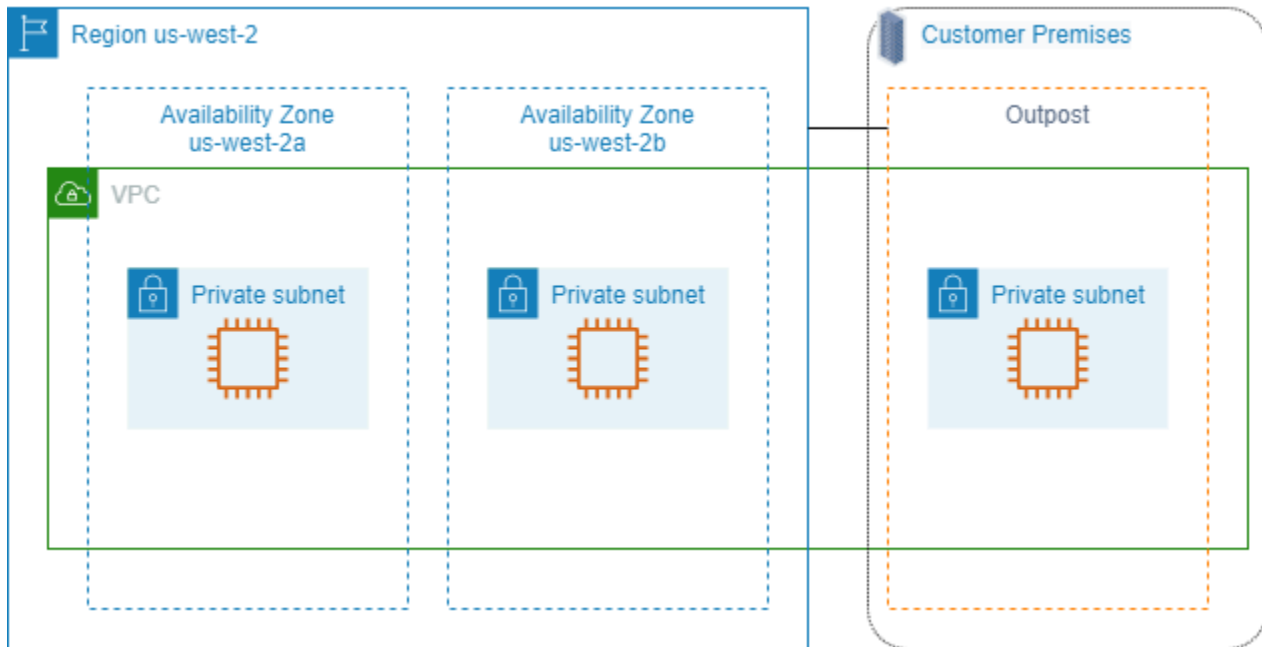 Region us-west-2
Customer Premises
Availability Zone
us-west-2a
Availability Zone
us-west-2b
Outpost
VPC
Private subnet
Private subnet
Private subnet